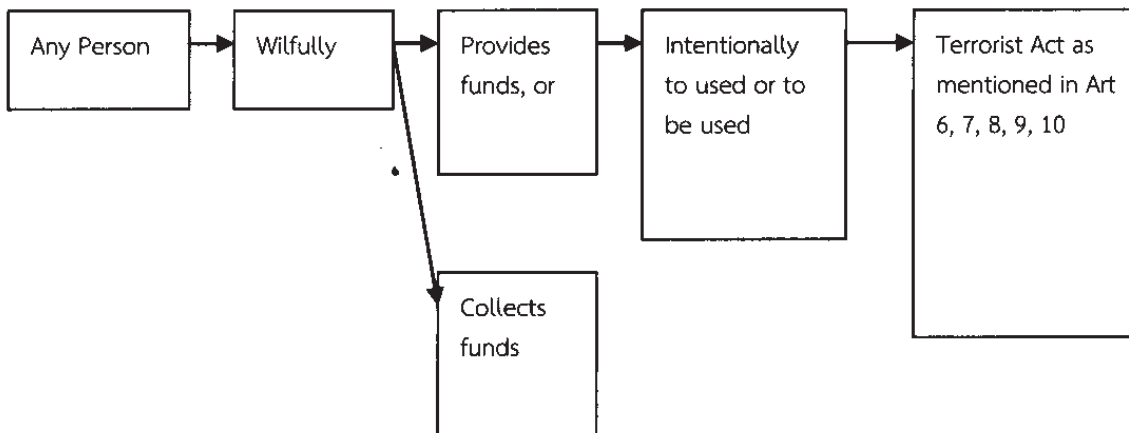 Any Person
Wilfully
Provides
funds, or
Intentionally
to used or to
be used
Terrorist Act as
mentioned in Art
6, 7, 8, 9, 10
Collects
funds